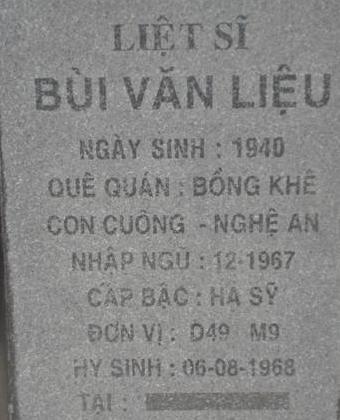 LIỆT SĨ
BÙI VĂN LIỆU
NGÀY SINH : 1940
QUÊ QUÁN : BỒNG KHÊ
CON CUÔNG - NGHỆ AN
NHẬP NGŨ : 12-1967
CẤP BẬC : HẠ SỸ
ĐƠN VỊ : D49 M9
HY SINH : 06-08-1968
TẠI :